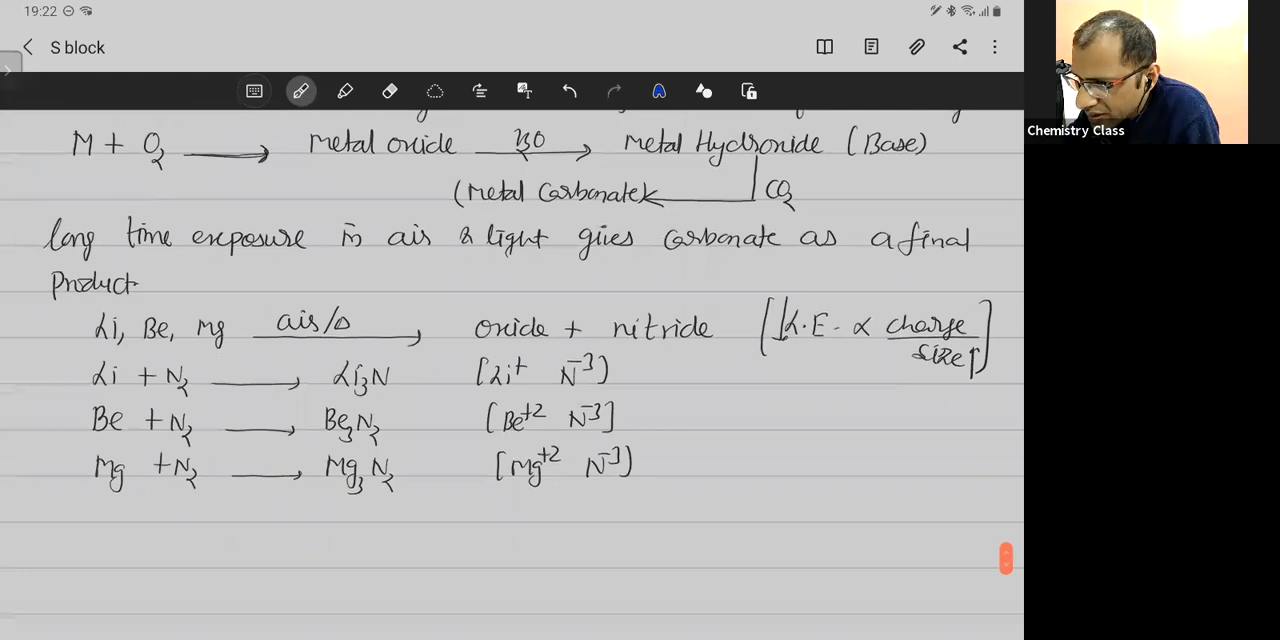 19:22
S block
M + O2 → Metal oxide H2O → Metal Hydroxide (Base)
(Metal Carbonate) ← CO2
long time exposure in air & light gives carbonate as a final
Product
Li, Be, Mg air/Δ → oxide + nitride [↓L.E. ∝ charge/size↑]
Li + N2 → Li3N [Li+ N-3)
Be + N2 → Be3N2 [Be+2 N-3]
Mg + N2 → Mg3N2 [Mg+2 N-3)
Chemistry Class